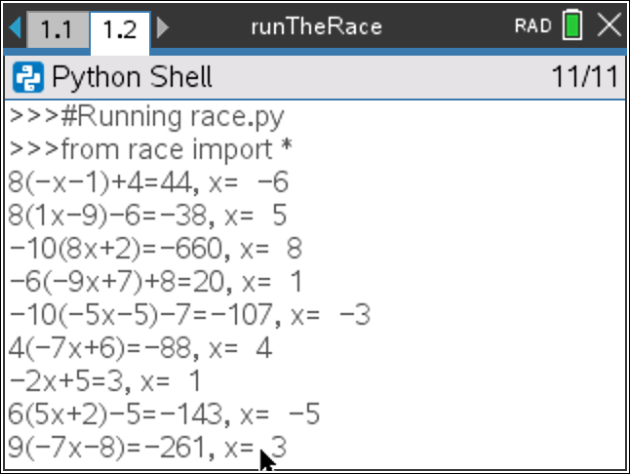 1.1 1.2 runTheRace RAD
Python Shell 11/11
>>>#Running race.py
>>>from race import *
8(−x−1)+4=44, x=  −6
8(1x−9)−6=−38, x=  5
−10(8x+2)=−660, x=  8
−6(−9x+7)+8=20, x=  1
−10(−5x−5)−7=−107, x=  −3
4(−7x+6)=−88, x=  4
−2x+5=3, x=  1
6(5x+2)−5=−143, x=  −5
9(−7x−8)=−261, x=  3